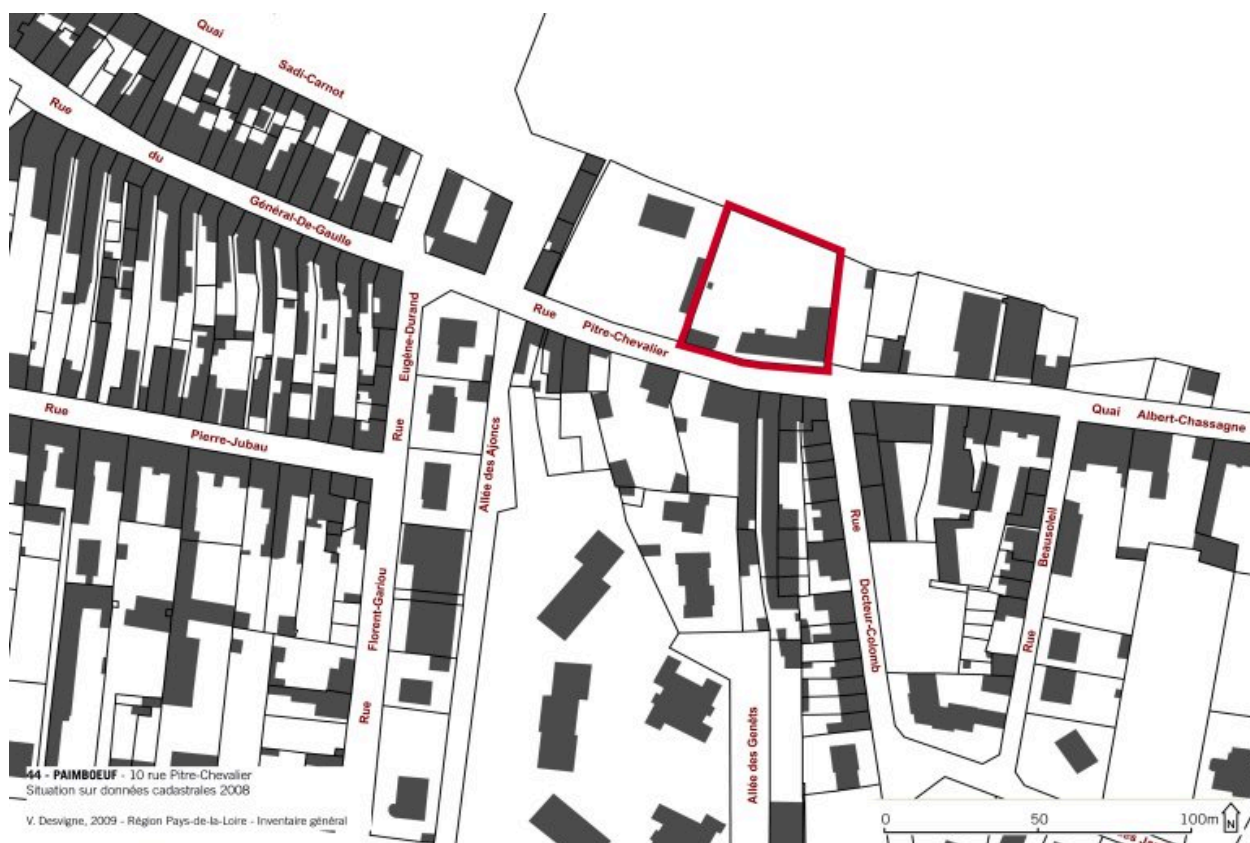 Quai
Sadi-Carnot
Rue
du
Général-De-Gaulle
Rue
Pitre-Chevalier
Rue
Pierre-Jubau
Rue
Eugène-Durand
Allée des Ajoncs
Quai
Albert-Chassagne
Rue
Docteur-Colomb
Rue
Beausoleil
Rue
Florent-Gariou
Allée des Genêts
44 - PAIMBOEUF - 10 rue Pitre-Chevalier
Situation sur données cadastrales 2008
V. Desvigne, 2009 - Région Pays-de-la-Loire - Inventaire général
0 50 100m
N